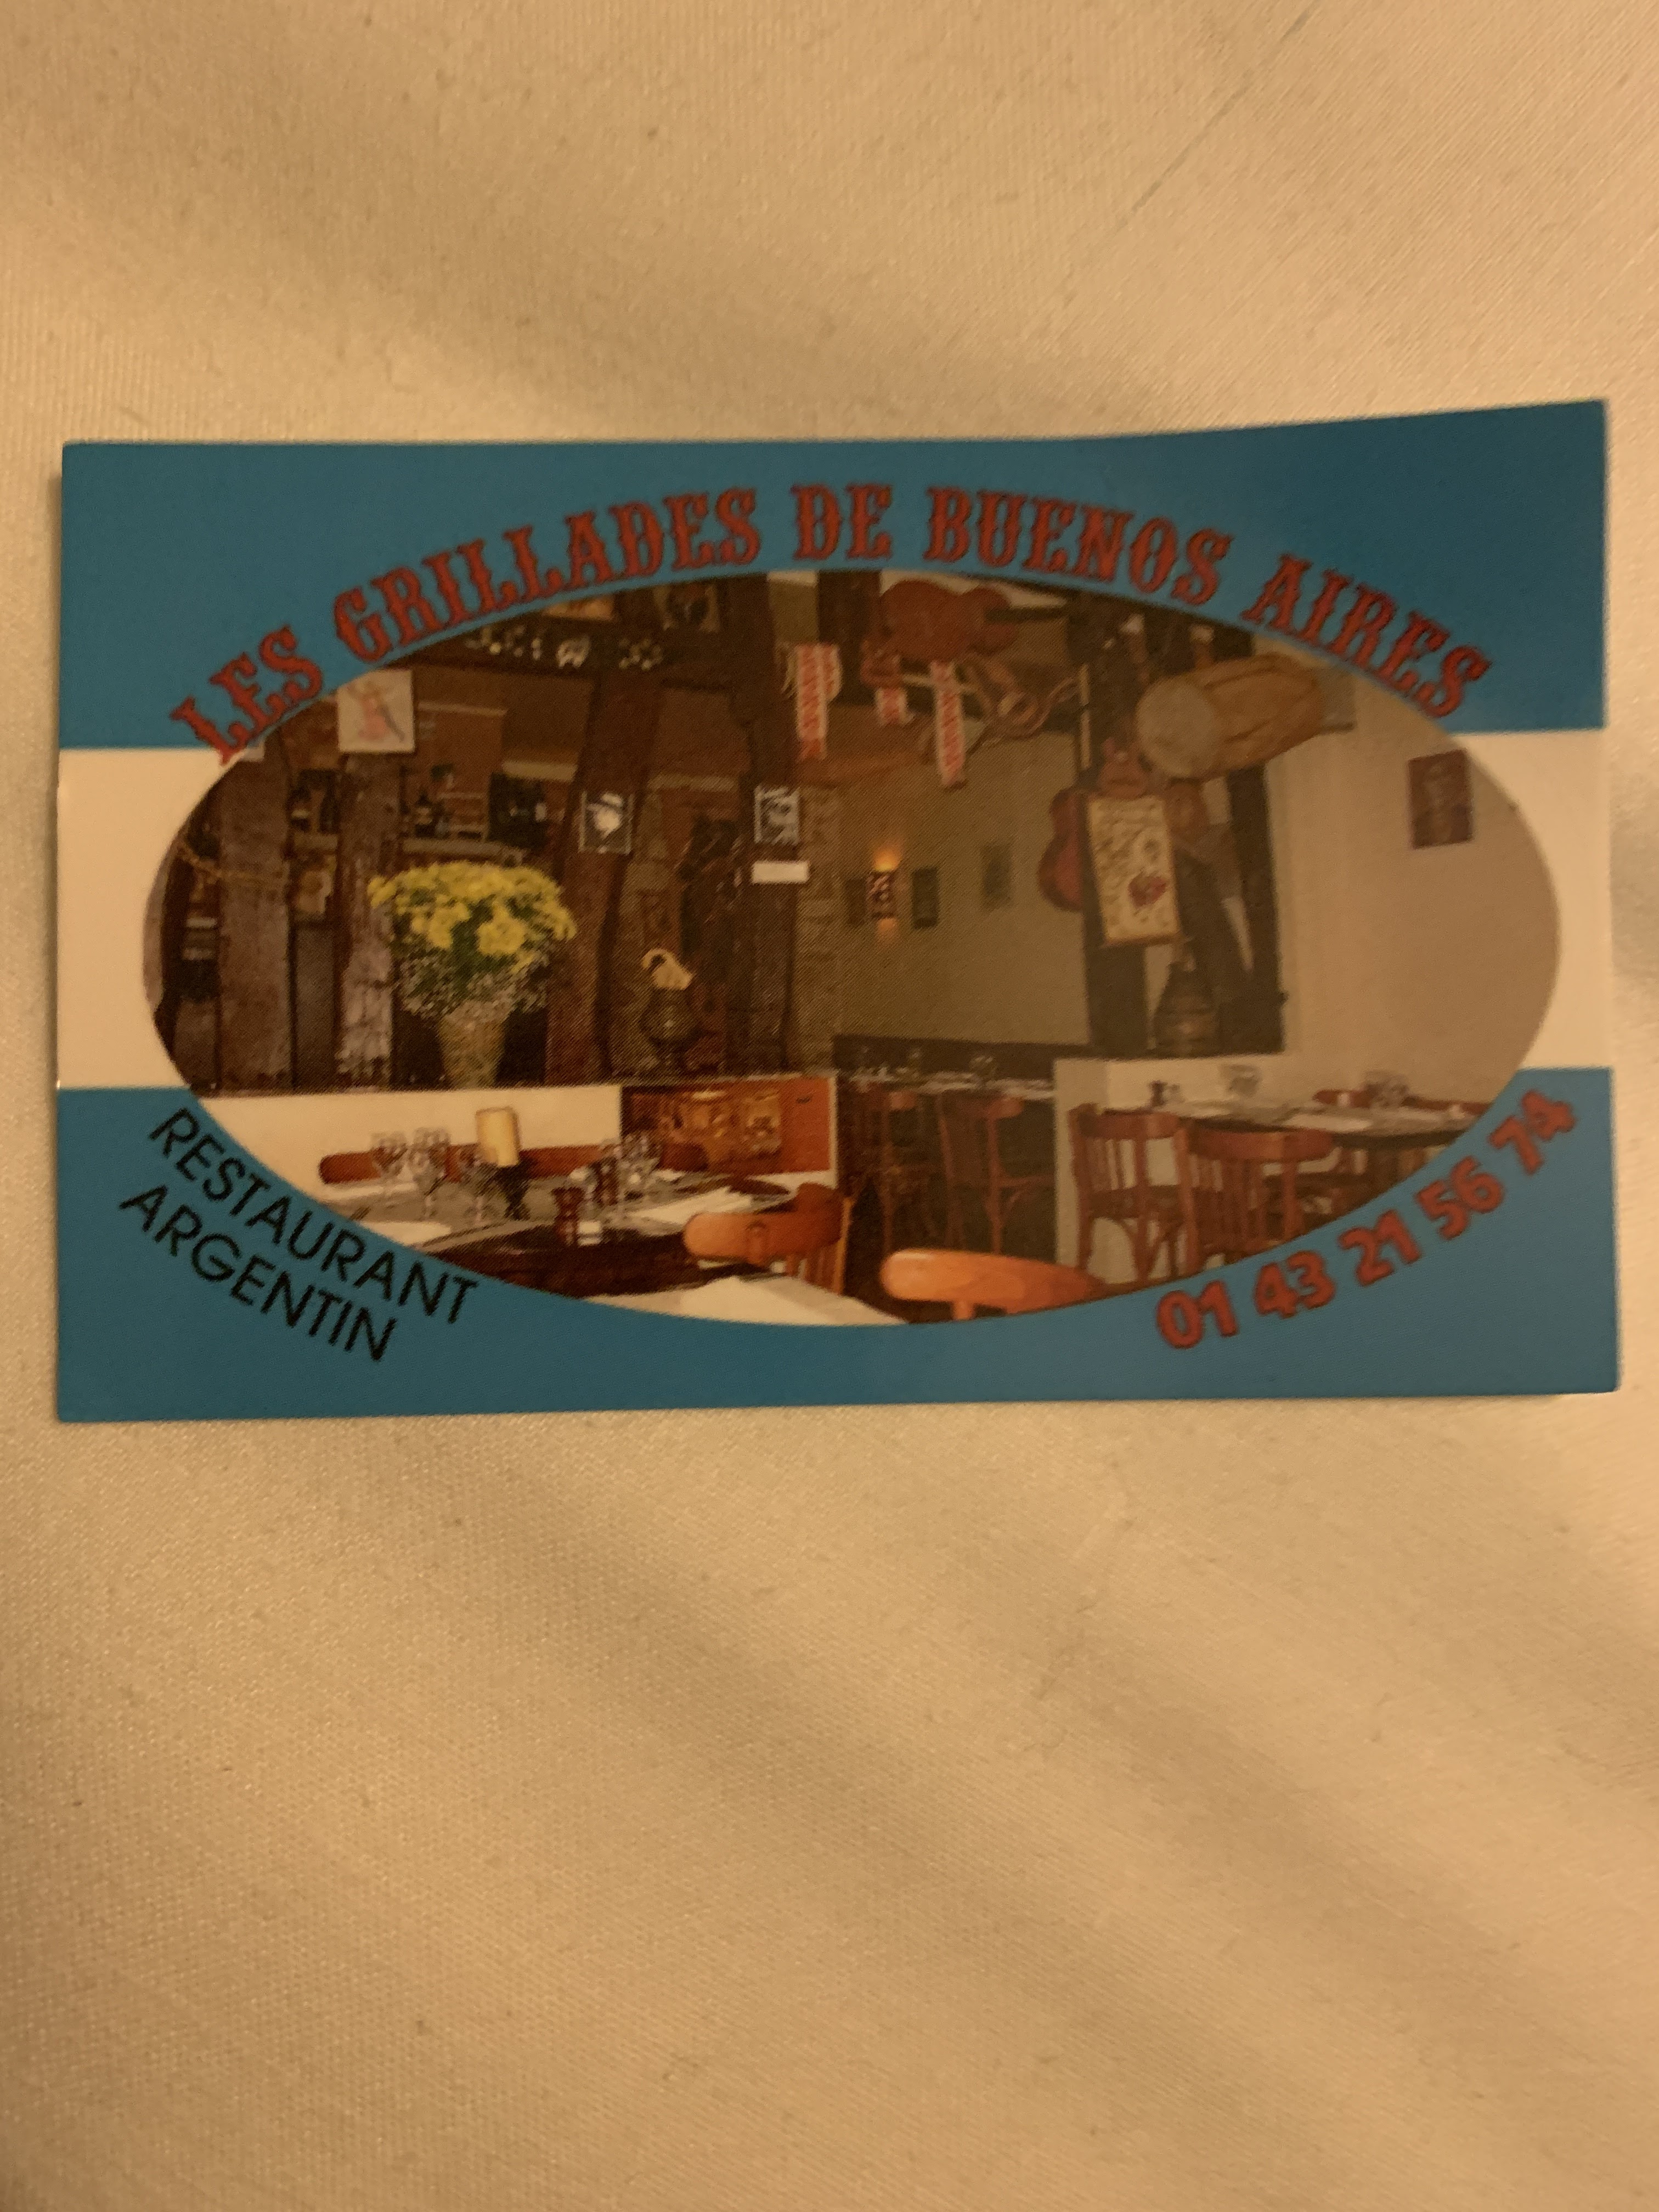 LES GRILLADES DE BUENOS AIRES
RESTAURANT
ARGENTIN
01 43 21 56 74